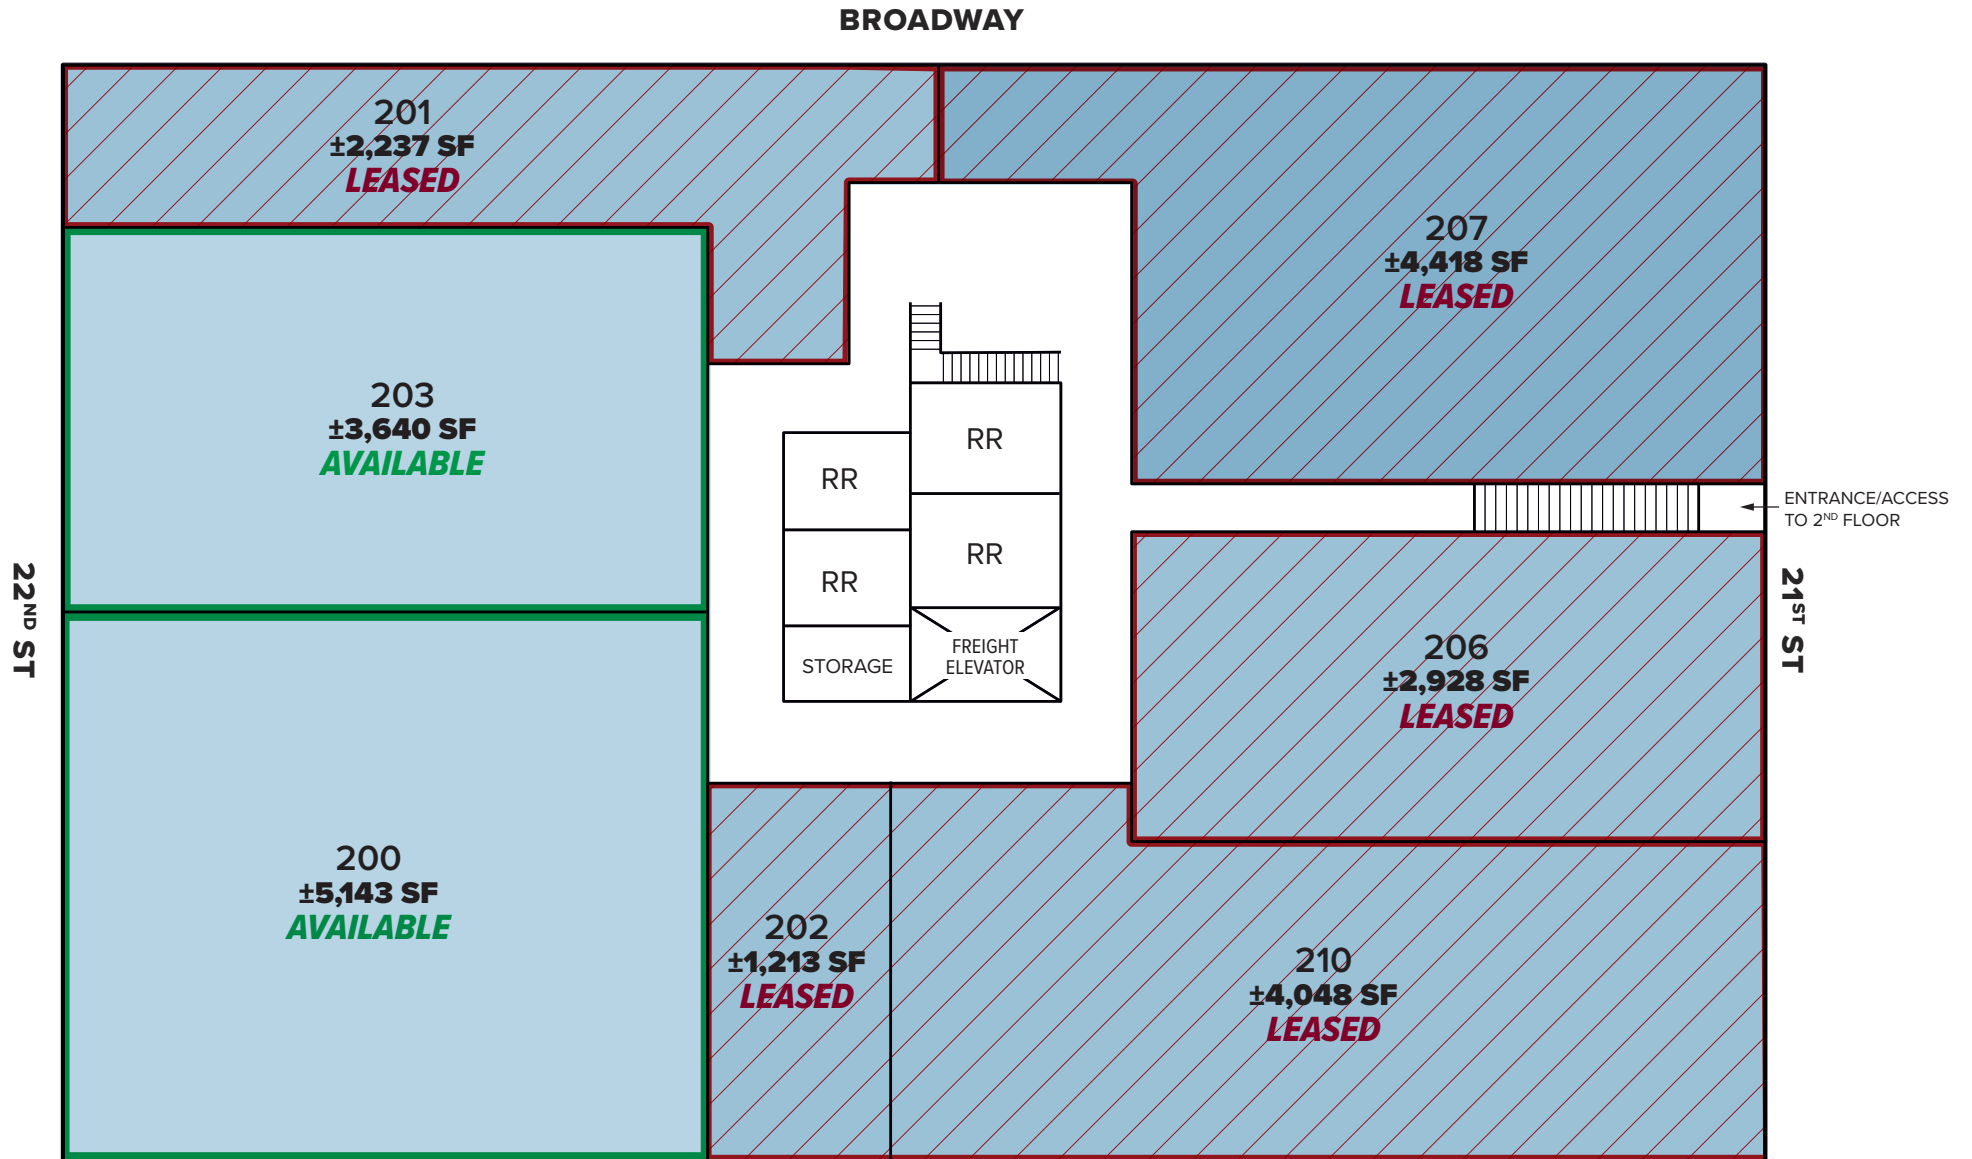 BROADWAY
201
±2,237 SF
LEASED
207
±4,418 SF
LEASED
203
±3,640 SF
AVAILABLE
RR
RR
RR
RR
STORAGE
FREIGHT
ELEVATOR
ENTRANCE/ACCESS
TO 2ND FLOOR
22ND ST
21ST ST
206
±2,928 SF
LEASED
200
±5,143 SF
AVAILABLE
202
±1,213 SF
LEASED
210
±4,048 SF
LEASED